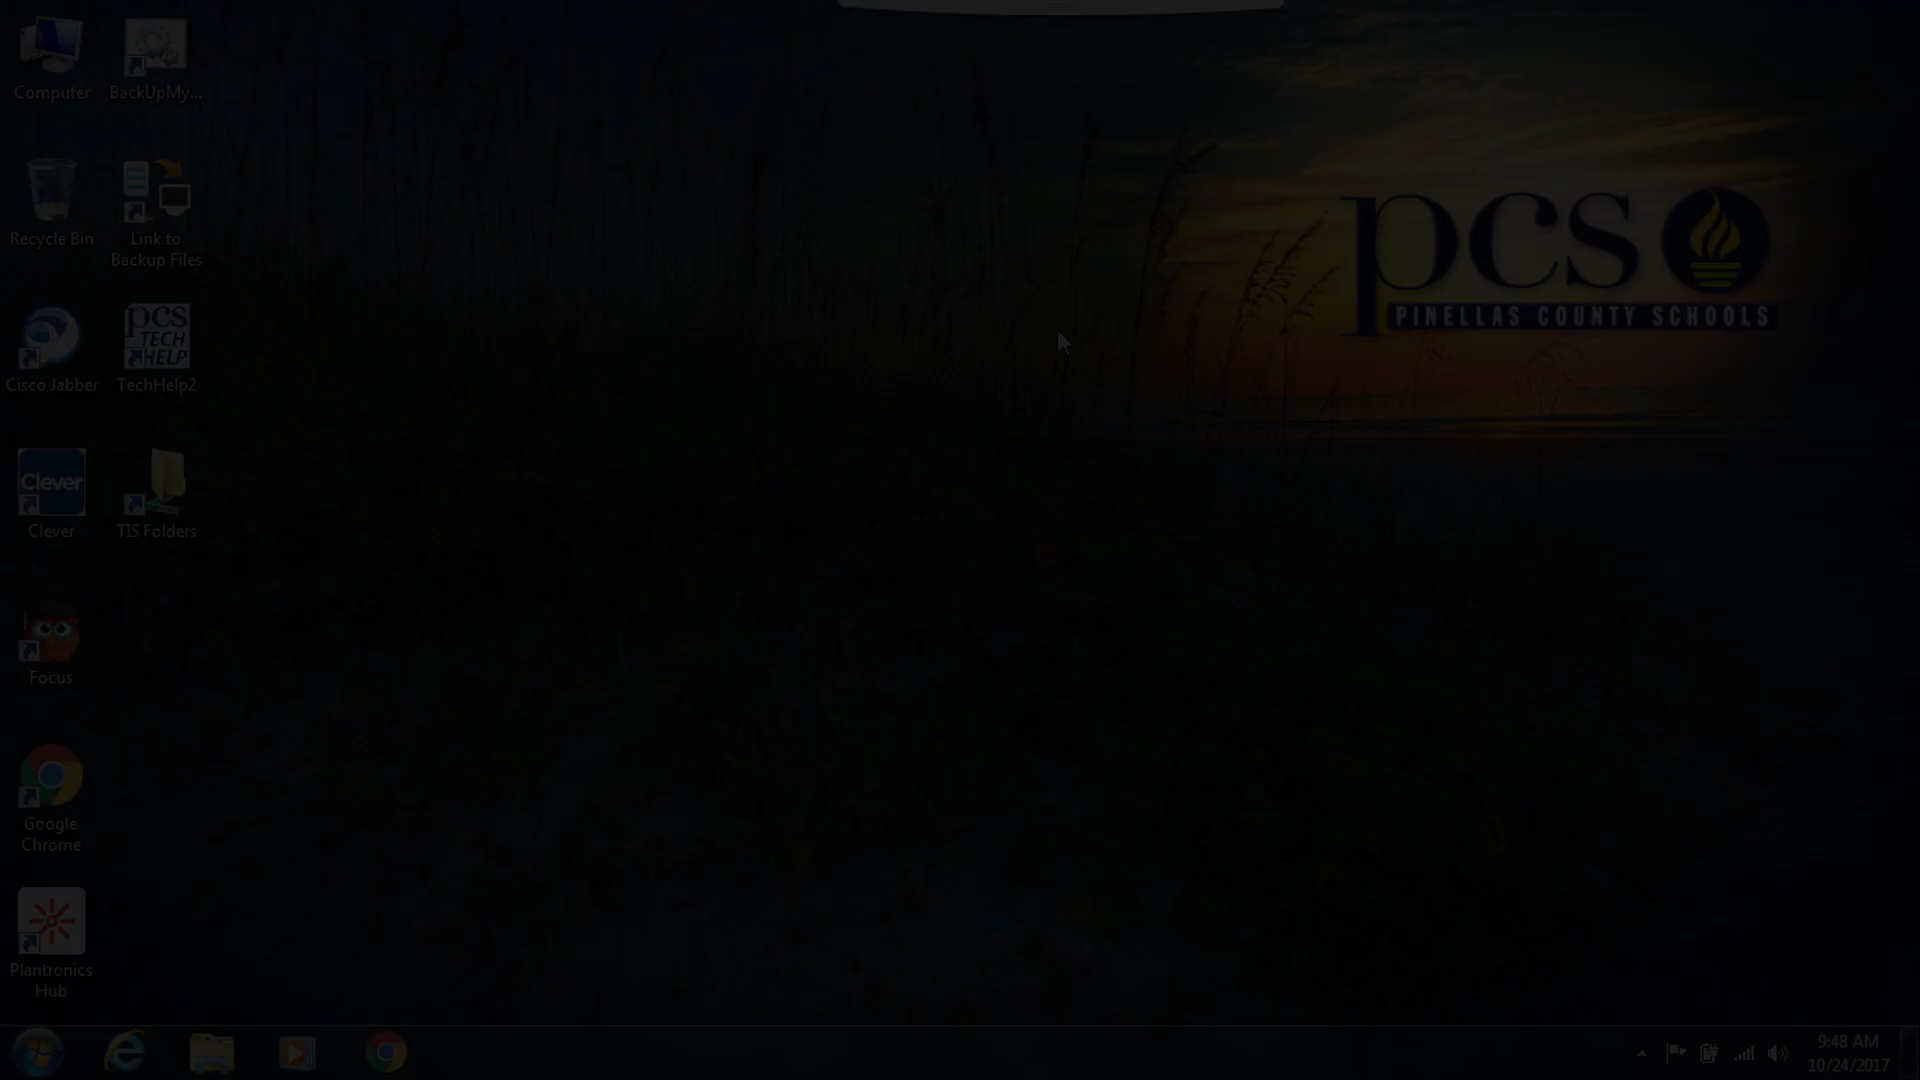 Computer
BackUpMy...
Recycle Bin
Link to
Backup Files
Cisco Jabber
pcs
TECH
HELP
TechHelp2
Clever
Clever
TIS Folders
Focus
Google
Chrome
Plantronics
Hub
pcs
PINELLAS COUNTY SCHOOLS
9:48 AM
10/24/2017